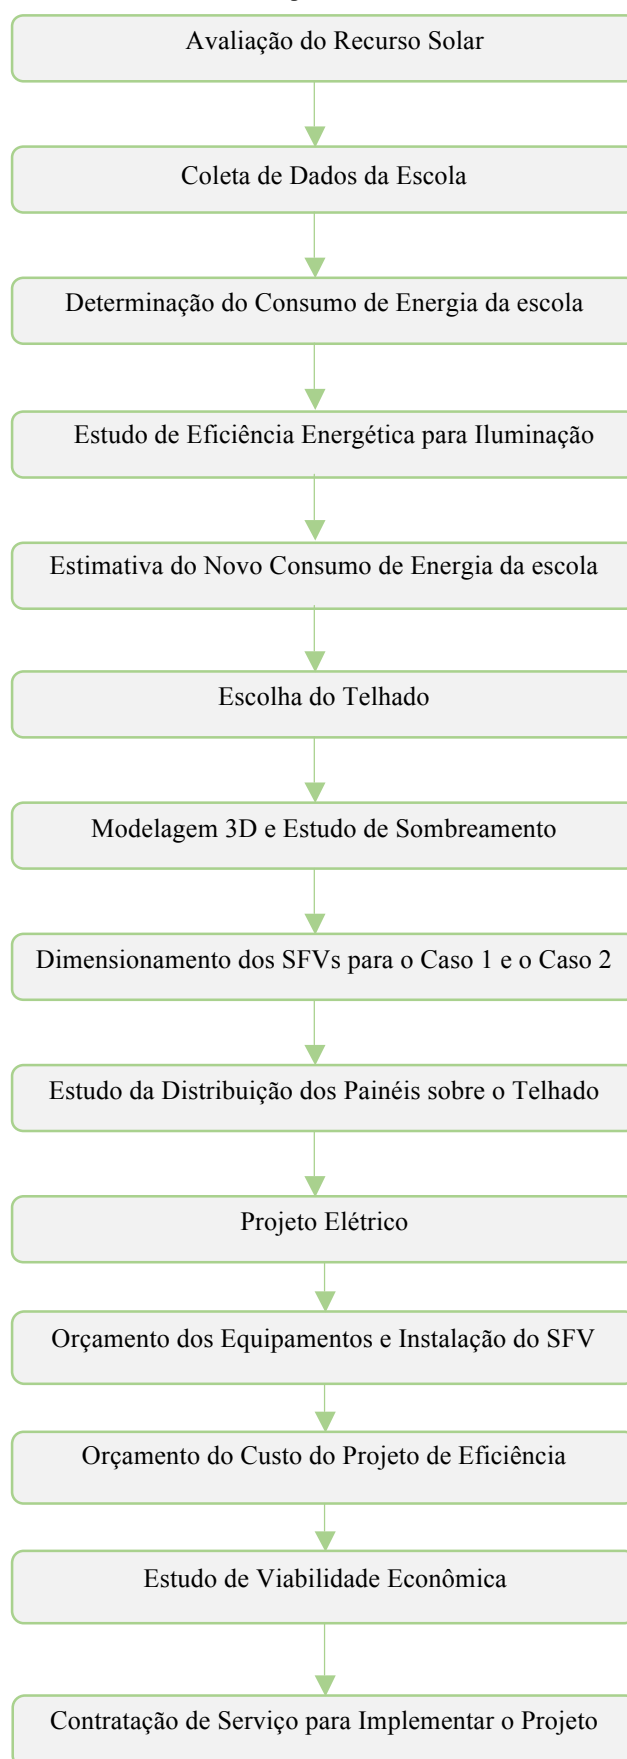 Avaliação do Recurso Solar
Coleta de Dados da Escola
Determinação do Consumo de Energia da escola
Estudo de Eficiência Energética para Iluminação
Estimativa do Novo Consumo de Energia da escola
Escolha do Telhado
Modelagem 3D e Estudo de Sombreamento
Dimensionamento dos SFVs para o Caso 1 e o Caso 2
Estudo da Distribuição dos Painéis sobre o Telhado
Projeto Elétrico
Orçamento dos Equipamentos e Instalação do SFV
Orçamento do Custo do Projeto de Eficiência
Estudo de Viabilidade Econômica
Contratação de Serviço para Implementar o Projeto